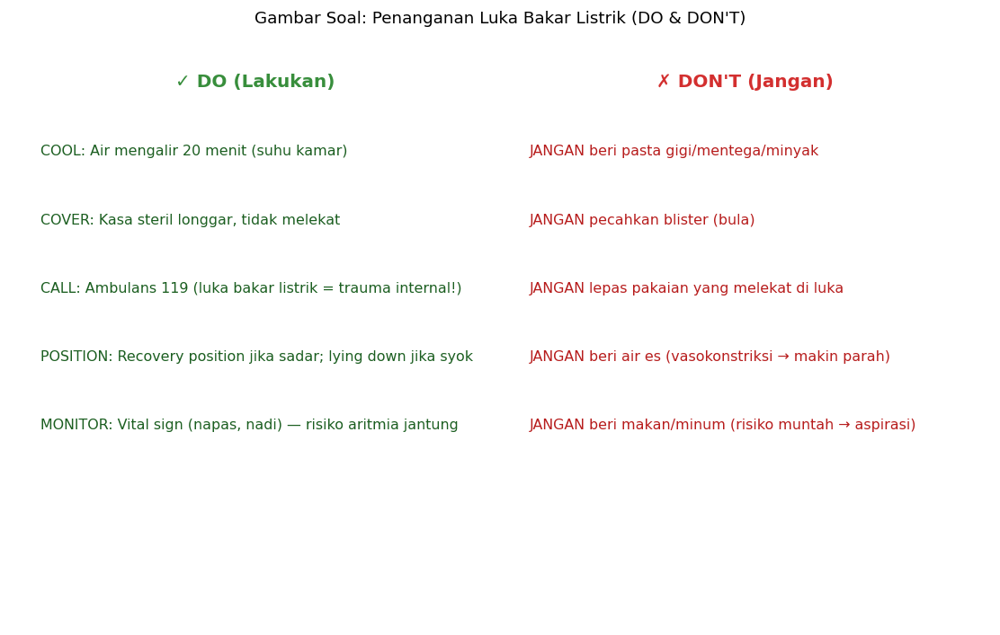 Gambar Soal: Penanganan Luka Bakar Listrik (DO & DON'T)
✓ DO (Lakukan)
COOL: Air mengalir 20 menit (suhu kamar)
COVER: Kasa steril longgar, tidak melekat
CALL: Ambulans 119 (luka bakar listrik = trauma internal!)
POSITION: Recovery position jika sadar; lying down jika syok
MONITOR: Vital sign (napas, nadi) — risiko aritmia jantung
✗ DON'T (Jangan)
JANGAN beri pasta gigi/mentega/minyak
JANGAN pecahkan blister (bula)
JANGAN lepas pakaian yang melekat di luka
JANGAN beri air es (vasokonstriksi → makin parah)
JANGAN beri makan/minum (risiko muntah → aspirasi)